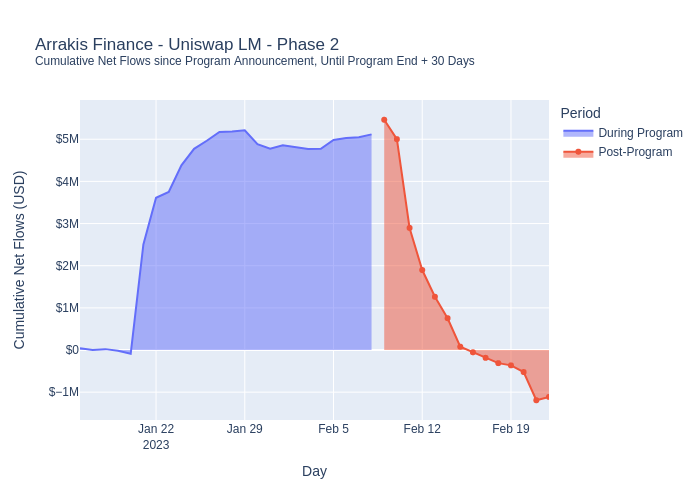 Arrakis Finance - Uniswap LM - Phase 2
Cumulative Net Flows since Program Announcement, Until Program End + 30 Days
Period
During Program
Post-Program
Cumulative Net Flows (USD)
$5M
$4M
$3M
$2M
$1M
$0
$−1M
Jan 22
2023
Jan 29
Feb 5
Feb 12
Feb 19
Day